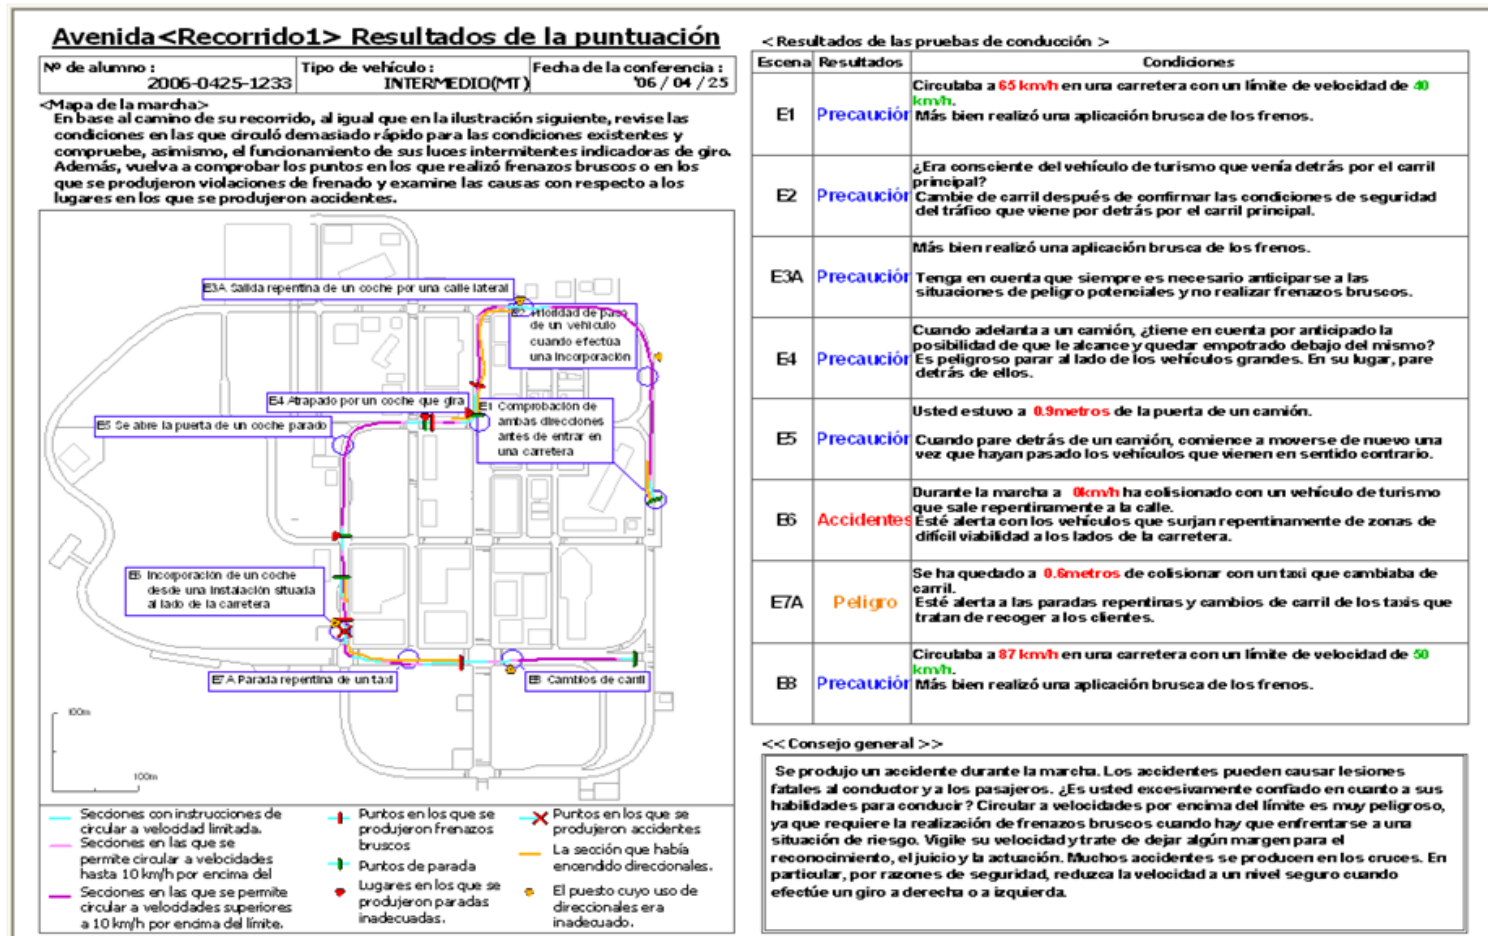 Avenida<Recorrido1> Resultados de la puntuación
Nº de alumno :
2006-0425-1233
Tipo de vehículo :
INTERMEDIO(MT)
Fecha de la conferencia :
'06 / 04 / 25
<Mapa de la marcha>
En base al camino de su recorrido, al igual que en la ilustración siguiente, revise las
condiciones en las que circuló demasiado rápido para las condiciones existentes y
compruebe, asimismo, el funcionamiento de sus luces intermitentes indicadoras de giro.
Además, vuelva a comprobar los puntos en los que realizó frenazos bruscos o en los
que se produjeron violaciones de frenado y examine las causas con respecto a los
lugares en los que se produjeron accidentes.
E3A Salida repentina de un coche por una calle lateral
E2 Prioridad de paso
de un vehículo
cuando efectúa
una incorporación
E4 Atrapado por un coche que gira
E1 Comprobación de
ambas direcciones
antes de entrar en
una carretera
E5 Se abre la puerta de un coche parado
E6 Incorporación de un coche
desde una instalación situada
al lado de la carretera
E7A Parada repentina de un taxi
E8 Cambios de carril
100m
100m
Secciones con instrucciones de
circular a velocidad limitada.
Secciones en las que se
permite circular a velocidades
hasta 10 km/h por encima del
Secciones en las que se permite
circular a velocidades superiores
a 10 km/h por encima del límite.
Puntos en los que se
produjeron frenazos
bruscos
Puntos de parada
Lugares en los que se
produjeron paradas
inadecuadas.
Puntos en los que se
produjeron accidentes
La sección que había
encendido direccionales.
El puesto cuyo uso de
direccionales era
inadecuado.
< Resultados de las pruebas de conducción >
Escena Resultados Condiciones
E1 Precaución
Circulaba a 65 km/h en una carretera con un límite de velocidad de 40
km/h.
Más bien realizó una aplicación brusca de los frenos.
E2 Precaución
¿Era consciente del vehículo de turismo que venía detrás por el carril
principal?
Cambie de carril después de confirmar las condiciones de seguridad
del tráfico que viene por detrás por el carril principal.
E3A Precaución
Más bien realizó una aplicación brusca de los frenos.
Tenga en cuenta que siempre es necesario anticiparse a las
situaciones de peligro potenciales y no realizar frenazos bruscos.
E4 Precaución
Cuando adelanta a un camión, ¿tiene en cuenta por anticipado la
posibilidad de que le alcance y quedar empotrado debajo del mismo?
Es peligroso parar al lado de los vehículos grandes. En su lugar, pare
detrás de ellos.
E5 Precaución
Usted estuvo a 0.9metros de la puerta de un camión.
Cuando pare detrás de un camión, comience a moverse de nuevo una
vez que hayan pasado los vehículos que vienen en sentido contrario.
E6 Accidentes
Durante la marcha a 0km/h ha colisionado con un vehículo de turismo
que sale repentinamente a la calle.
Esté alerta con los vehículos que surjan repentinamente de zonas de
difícil viabilidad a los lados de la carretera.
E7A Peligro
Se ha quedado a 0.6metros de colisionar con un taxi que cambiaba de
carril.
Esté alerta a las paradas repentinas y cambios de carril de los taxis que
tratan de recoger a los clientes.
E8 Precaución
Circulaba a 87 km/h en una carretera con un límite de velocidad de 50
km/h.
Más bien realizó una aplicación brusca de los frenos.
<< Consejo general >>
Se produjo un accidente durante la marcha. Los accidentes pueden causar lesiones
fatales al conductor y a los pasajeros. ¿Es usted excesivamente confiado en cuanto a sus
habilidades para conducir? Circular a velocidades por encima del límite es muy peligroso,
ya que requiere la realización de frenazos bruscos cuando hay que enfrentarse a una
situación de riesgo. Vigile su velocidad y trate de dejar algún margen para el
reconocimiento, el juicio y la actuación. Muchos accidentes se producen en los cruces. En
particular, por razones de seguridad, reduzca la velocidad a un nivel seguro cuando
efectúe un giro a derecha o a izquierda.